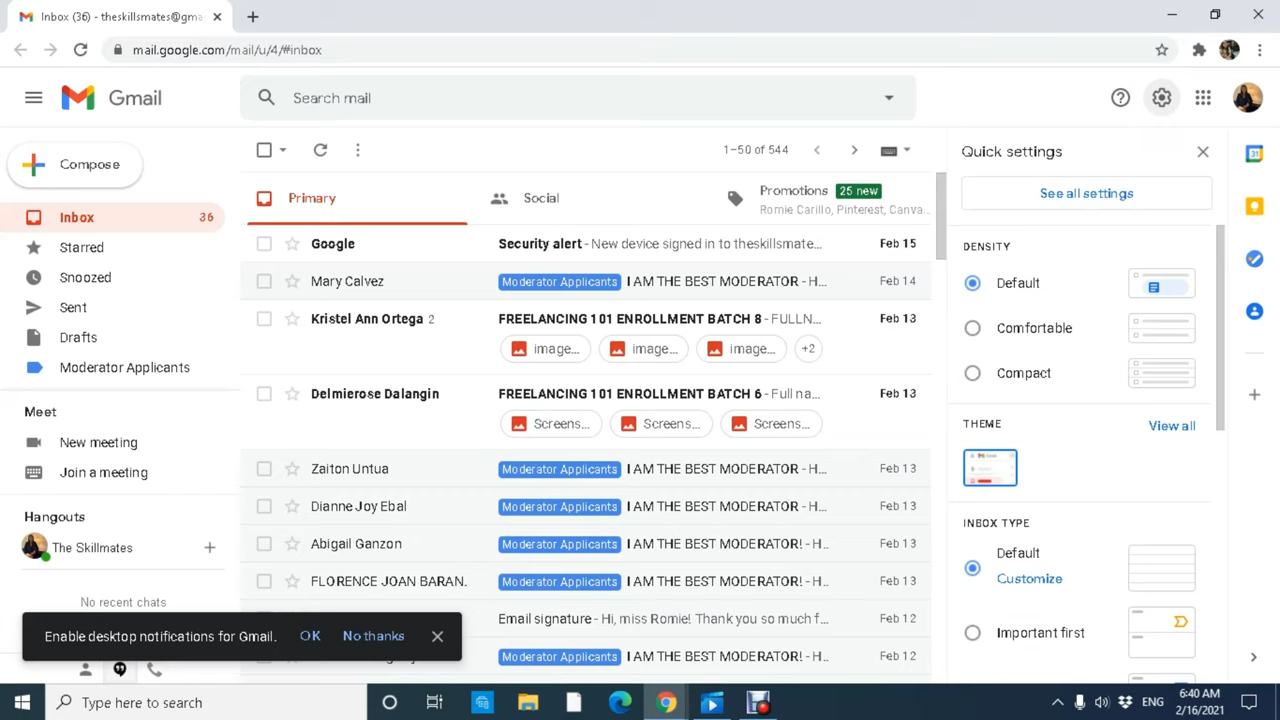 Inbox (36) - theskillsmates@gma
mail.google.com/mail/u/4/#inbox
Gmail
Search mail
Compose
Inbox 36
Starred
Snoozed
Sent
Drafts
Moderator Applicants
Meet
New meeting
Join a meeting
Hangouts
The Skillmates
No recent chats
1–50 of 544
Primary
Social
Promotions 25 new
Romie Carillo, Pinterest, Canva...
Google Security alert - New device signed in to theskillsmate... Feb 15
Mary Calvez Moderator Applicants I AM THE BEST MODERATOR - H... Feb 14
Kristel Ann Ortega 2 FREELANCING 101 ENROLLMENT BATCH 8 - FULLN... Feb 13
image... image... image... +2
Delmierose Dalangin FREELANCING 101 ENROLLMENT BATCH 6 - Full na... Feb 13
Screens... Screens... Screens...
Zaiton Untua Moderator Applicants I AM THE BEST MODERATOR - H... Feb 13
Dianne Joy Ebal Moderator Applicants I AM THE BEST MODERATOR - H... Feb 13
Abigail Ganzon Moderator Applicants I AM THE BEST MODERATOR! - H... Feb 13
FLORENCE JOAN BARAN. Moderator Applicants I AM THE BEST MODERATOR! - H... Feb 13
Email signature - Hi, miss Romie! Thank you so much f... Feb 12
Moderator Applicants I AM THE BEST MODERATOR! - H... Feb 12
Quick settings
See all settings
DENSITY
Default
Comfortable
Compact
THEME View all
Gmail
INBOX TYPE
Default
Customize
Important first
31
Enable desktop notifications for Gmail. OK No thanks
Type here to search
ENG
6:40 AM
2/16/2021